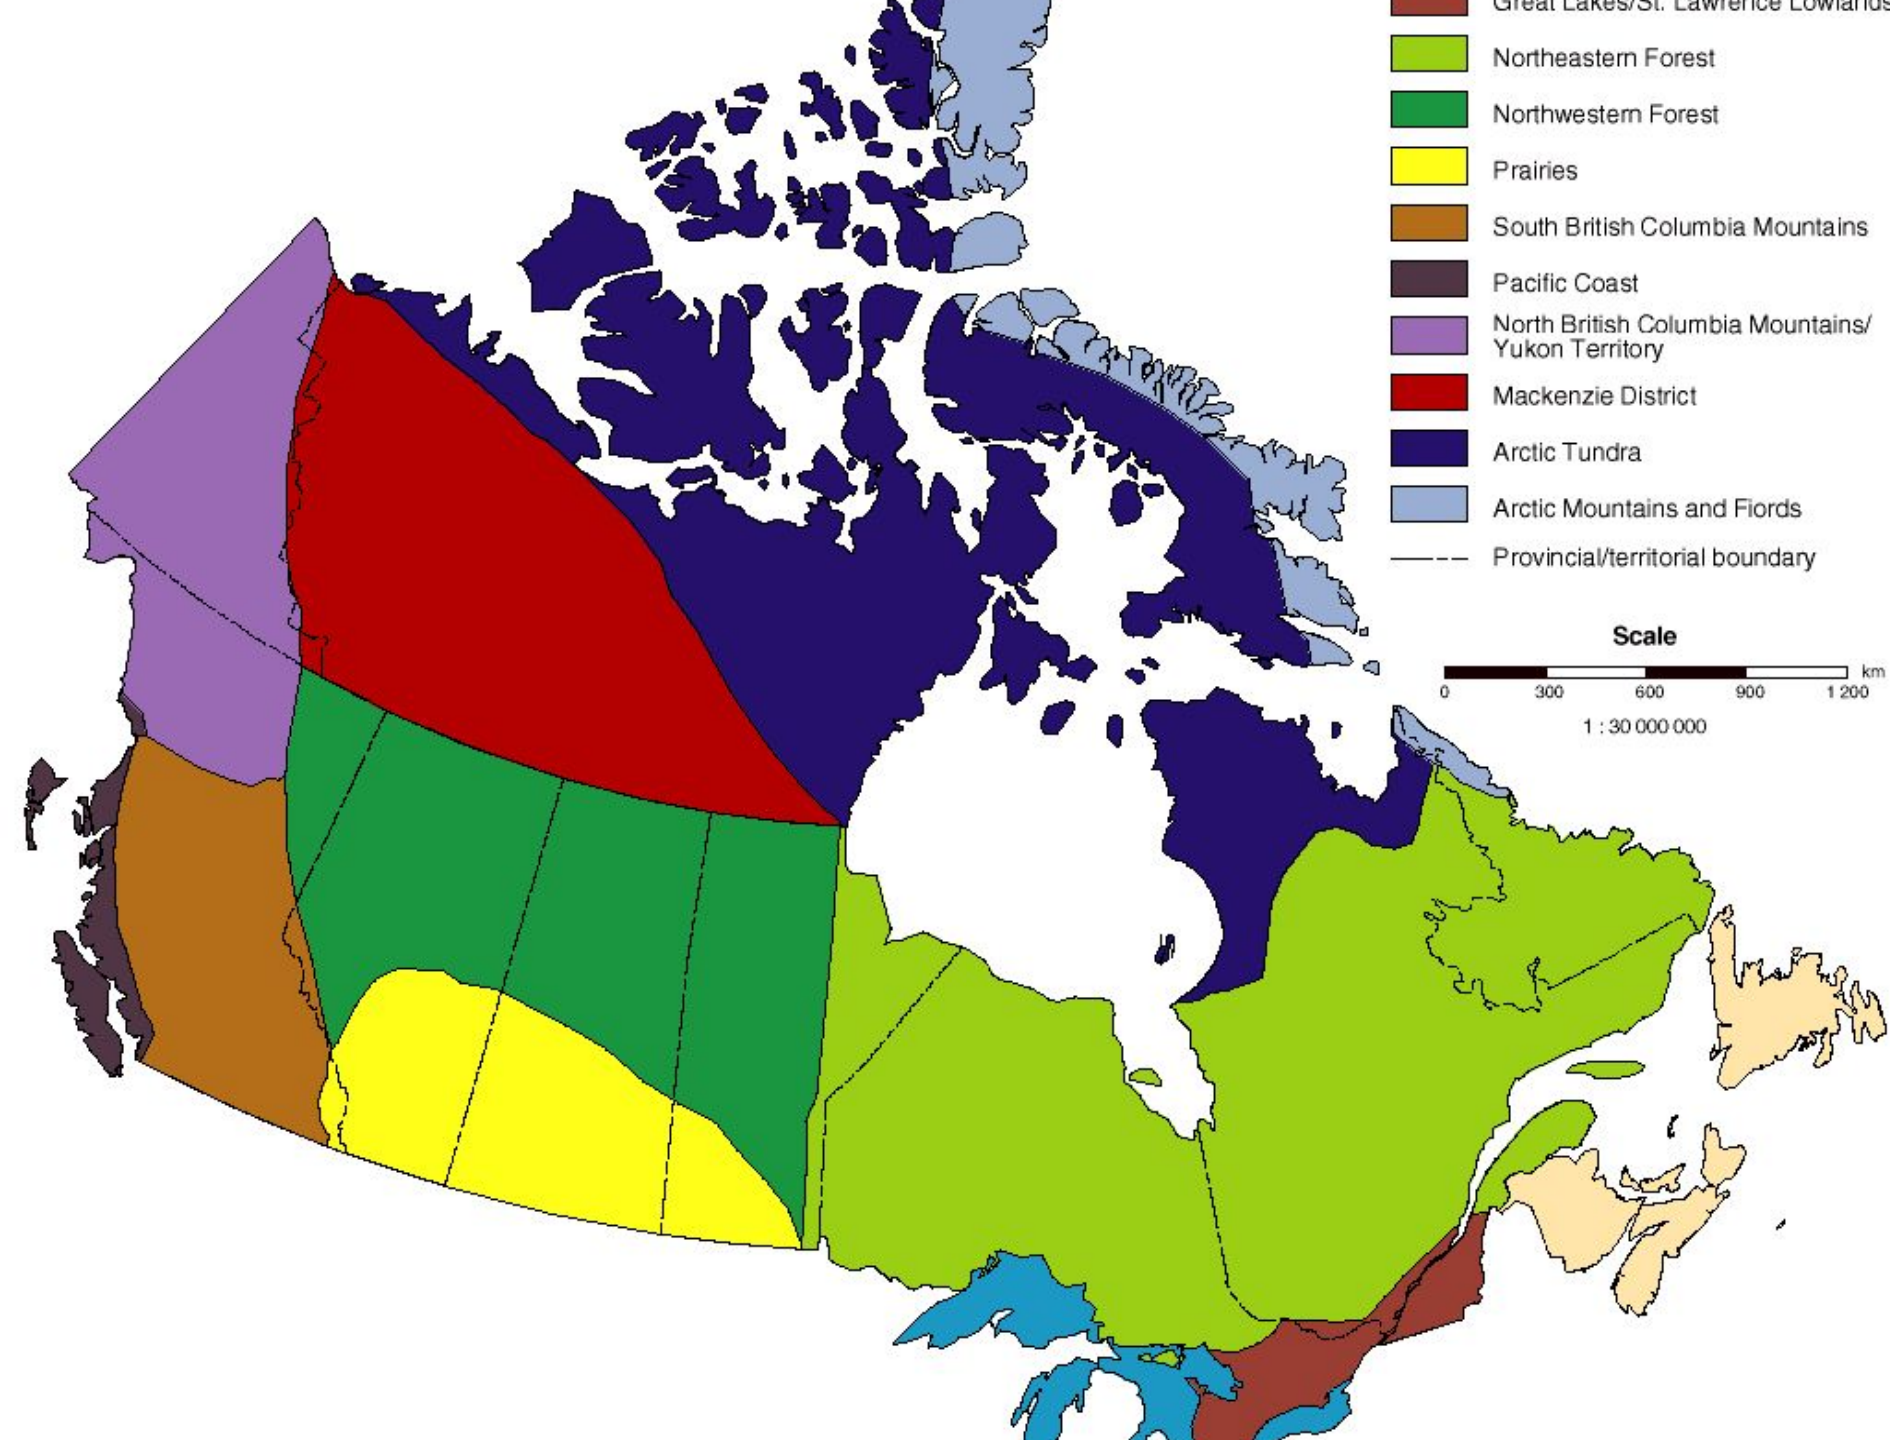 Great Lakes/St. Lawrence Lowlands
Northeastern Forest
Northwestern Forest
Prairies
South British Columbia Mountains
Pacific Coast
North British Columbia Mountains/
Yukon Territory
Mackenzie District
Arctic Tundra
Arctic Mountains and Fiords
Provincial/territorial boundary
Scale
km
0 300 600 900 1 200
1 : 30 000 000